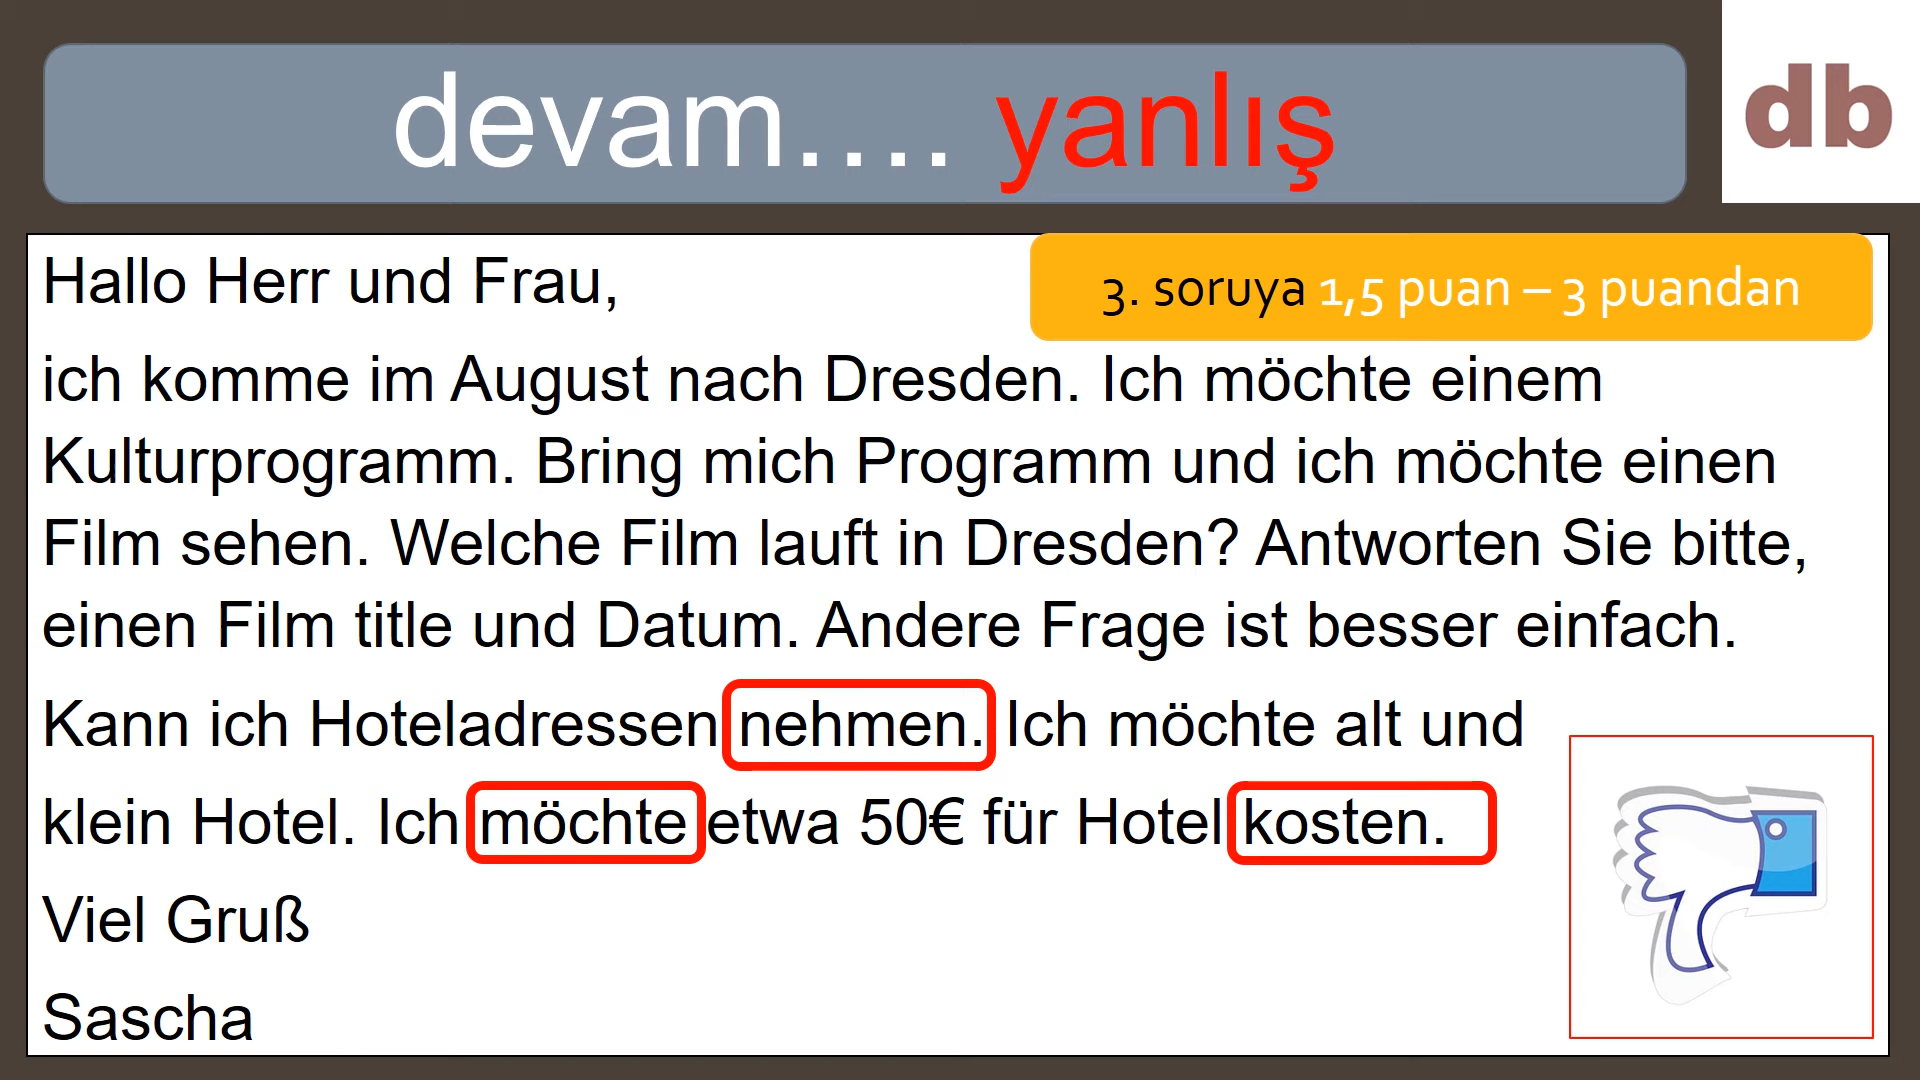 devam.... yanlış
db
Hallo Herr und Frau,
3. soruya 1,5 puan – 3 puandan
ich komme im August nach Dresden. Ich möchte einem
Kulturprogramm. Bring mich Programm und ich möchte einen
Film sehen. Welche Film lauft in Dresden? Antworten Sie bitte,
einen Film title und Datum. Andere Frage ist besser einfach.
Kann ich Hoteladressen nehmen. Ich möchte alt und
klein Hotel. Ich möchte etwa 50€ für Hotel kosten.
Viel Gruß
Sascha